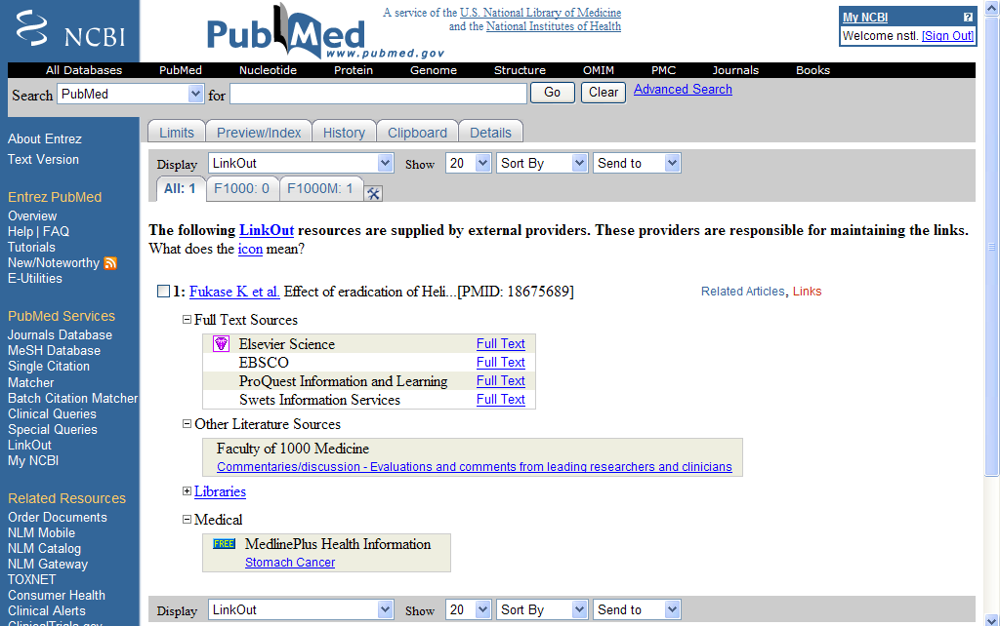 NCBI
PubMed
www.pubmed.gov
A service of the U.S. National Library of Medicine
and the National Institutes of Health
My NCBI ?
Welcome nstl. [Sign Out]
All Databases PubMed Nucleotide Protein Genome Structure OMIM PMC Journals Books
Search PubMed for Go Clear Advanced Search
Limits Preview/Index History Clipboard Details
About Entrez
Text Version
Entrez PubMed
Overview
Help | FAQ
Tutorials
New/Noteworthy
E-Utilities
PubMed Services
Journals Database
MeSH Database
Single Citation
Matcher
Batch Citation Matcher
Clinical Queries
Special Queries
LinkOut
My NCBI
Related Resources
Order Documents
NLM Mobile
NLM Catalog
NLM Gateway
TOXNET
Consumer Health
Clinical Alerts
ClinicalTrials.gov
Display LinkOut Show 20 Sort By Send to
All: 1 F1000: 0 F1000M: 1
The following LinkOut resources are supplied by external providers. These providers are responsible for maintaining the links.
What does the icon mean?
1: Fukase K et al. Effect of eradication of Heli...[PMID: 18675689] Related Articles, Links
Full Text Sources
Elsevier Science Full Text
EBSCO Full Text
ProQuest Information and Learning Full Text
Swets Information Services Full Text
Other Literature Sources
Faculty of 1000 Medicine
Commentaries/discussion - Evaluations and comments from leading researchers and clinicians
Libraries
Medical
FREE MedlinePlus Health Information
Stomach Cancer
Display LinkOut Show 20 Sort By Send to